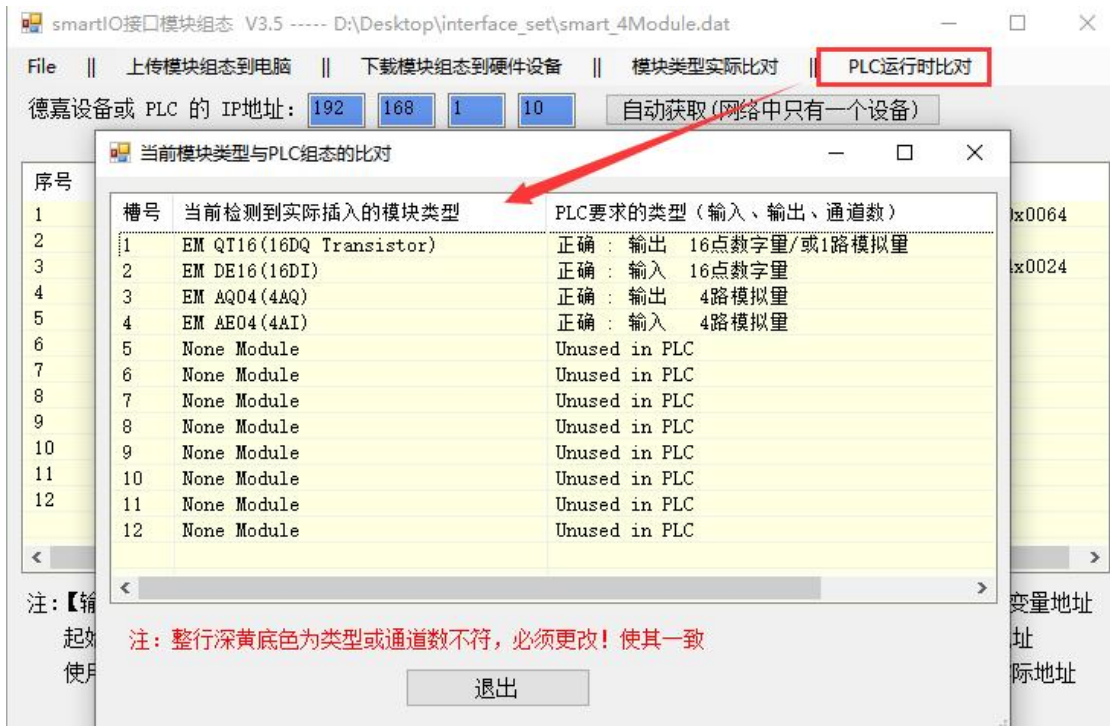 smartIO接口模块组态 V3.5 ----- D:\Desktop\interface_set\smart_4Module.dat
File || 上传模块组态到电脑 || 下载模块组态到硬件设备 || 模块类型实际比对 || PLC运行时比对
德嘉设备或 PLC 的 IP地址: 192 168 1 10 自动获取(网络中只有一个设备)
当前模块类型与PLC组态的比对
序号
槽号 当前检测到实际插入的模块类型 PLC要求的类型（输入、输出、通道数）
1 0x0064
1 EM QT16(16DQ Transistor) 正确 : 输出 16点数字量/或1路模拟量
2
2 EM DE16(16DI) 正确 : 输入 16点数字量
3 4x0024
3 EM AQ04(4AQ) 正确 : 输出 4路模拟量
4
4 EM AE04(4AI) 正确 : 输入 4路模拟量
5
5 None Module Unused in PLC
6
6 None Module Unused in PLC
7
7 None Module Unused in PLC
8
8 None Module Unused in PLC
9
9 None Module Unused in PLC
10
10 None Module Unused in PLC
11
11 None Module Unused in PLC
12
12 None Module Unused in PLC
注:【输 变量地址
起始 址
注: 整行深黄底色为类型或通道数不符，必须更改! 使其一致
使用 际地址
退出